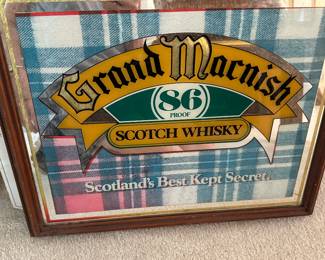 Grand Macnish
86
PROOF
SCOTCH WHISKY
Scotland's Best Kept Secret.